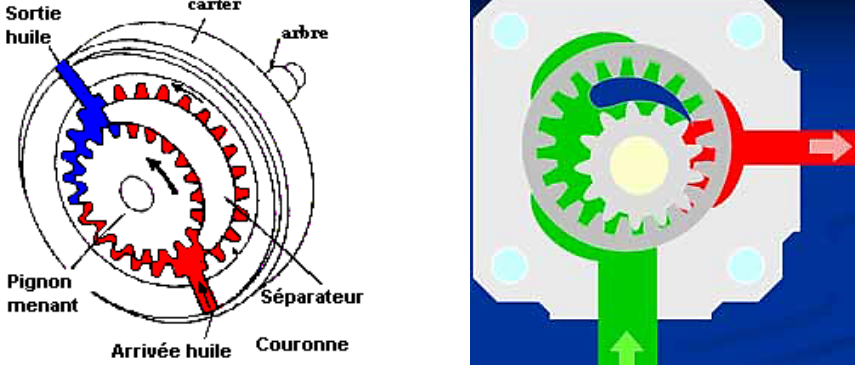 carter
Sortie
huile
arbre
Pignon
menant
Séparateur
Arrivée huile
Couronne